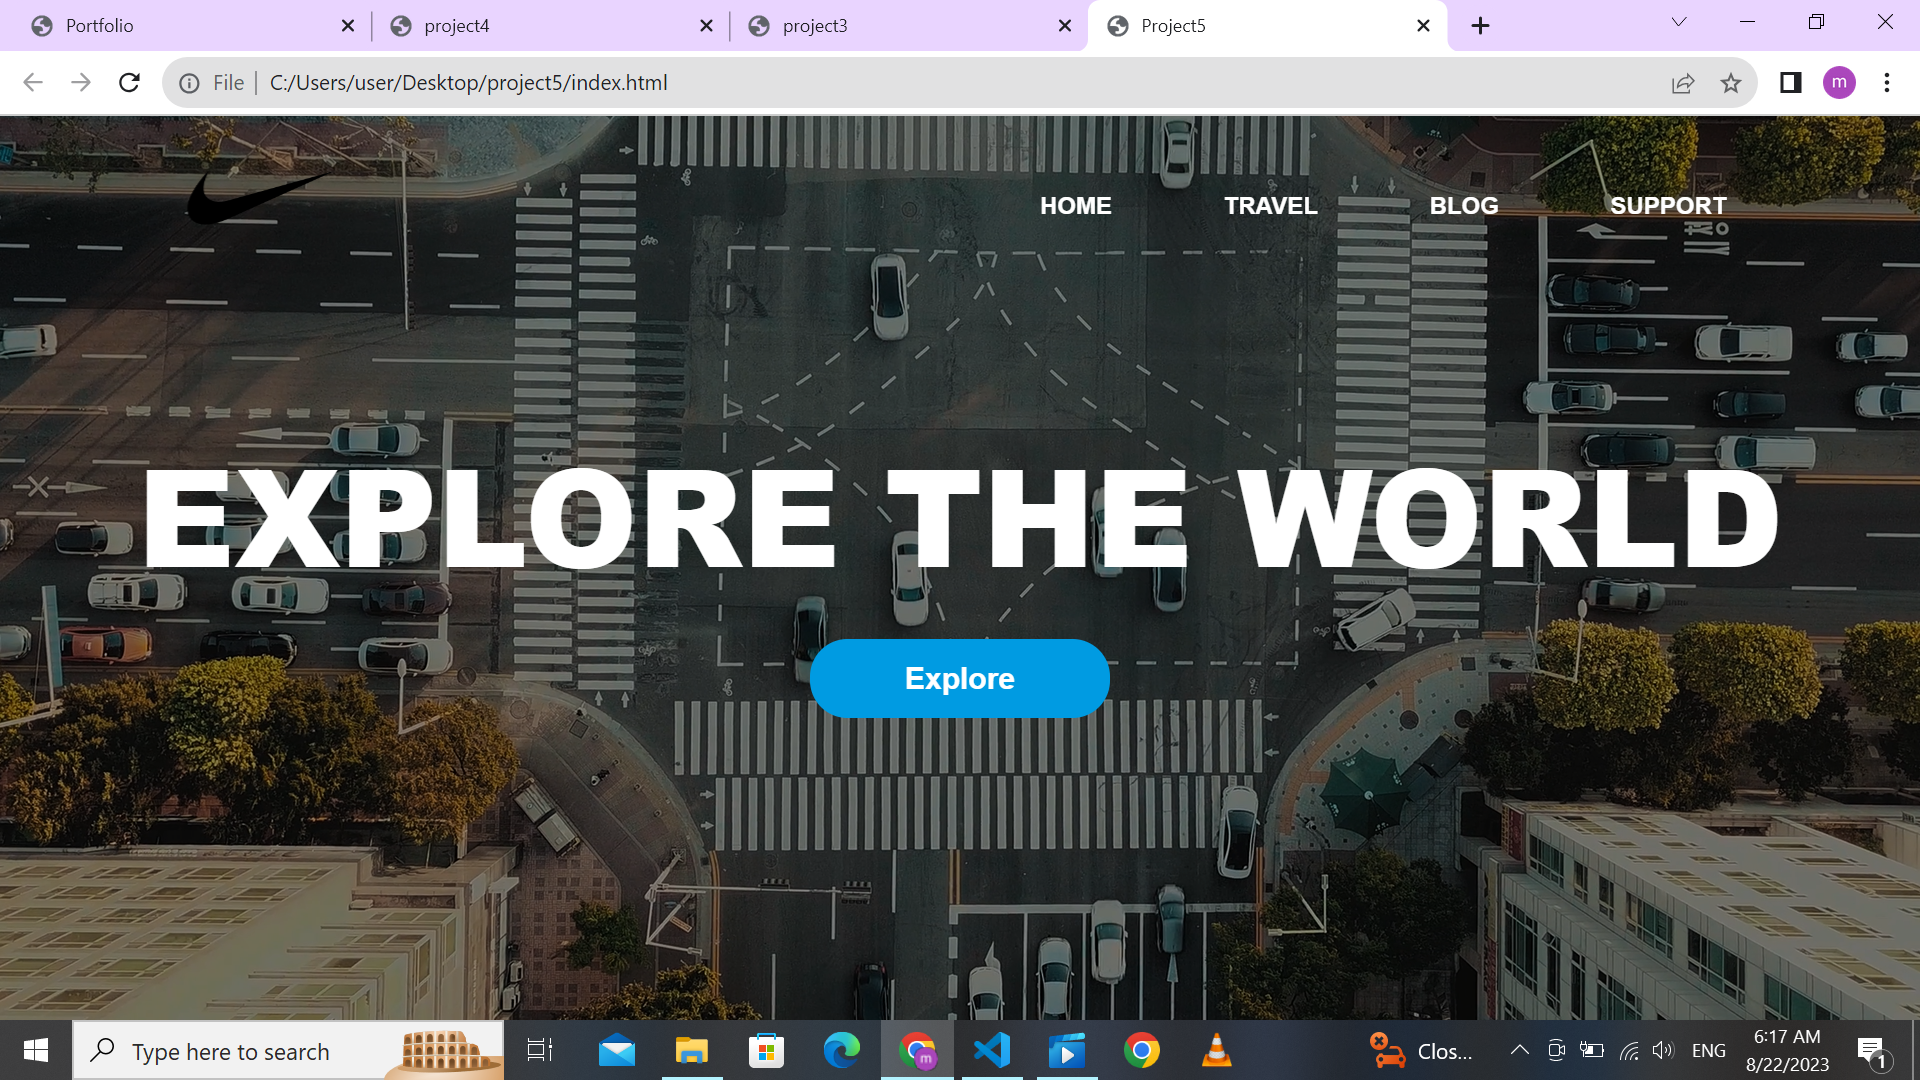 Portfolio
project4
project3
Project5
File
C:/Users/user/Desktop/project5/index.html
m
HOME
TRAVEL
BLOG
SUPPORT
EXPLORE THE WORLD
Explore
Type here to search
m
Clos...
ENG
6:17 AM
8/22/2023
1